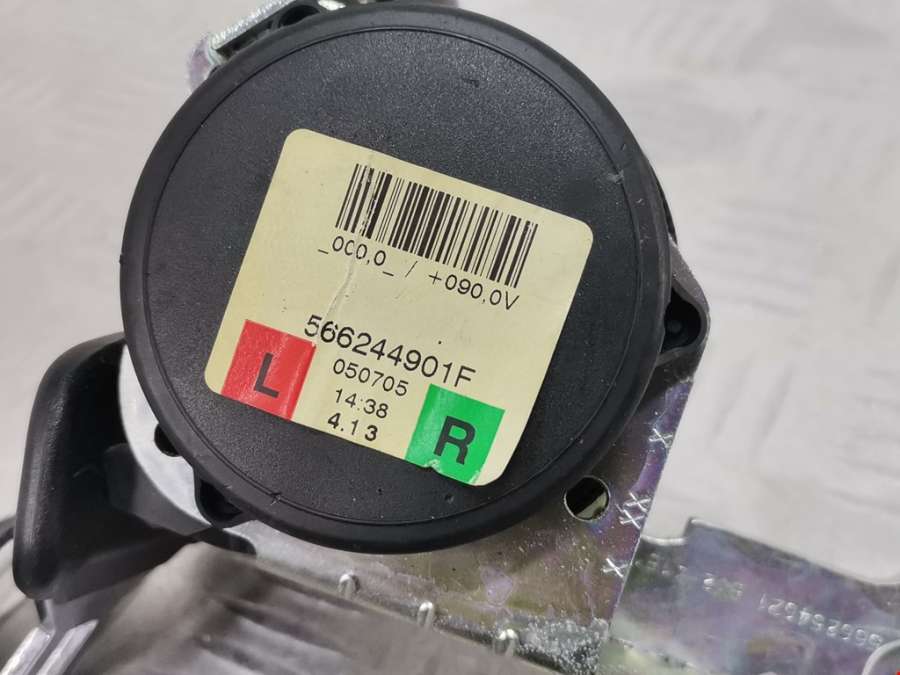 _000,0_ / +090,0V
566244901F
L
050705
14:38
4.13
R